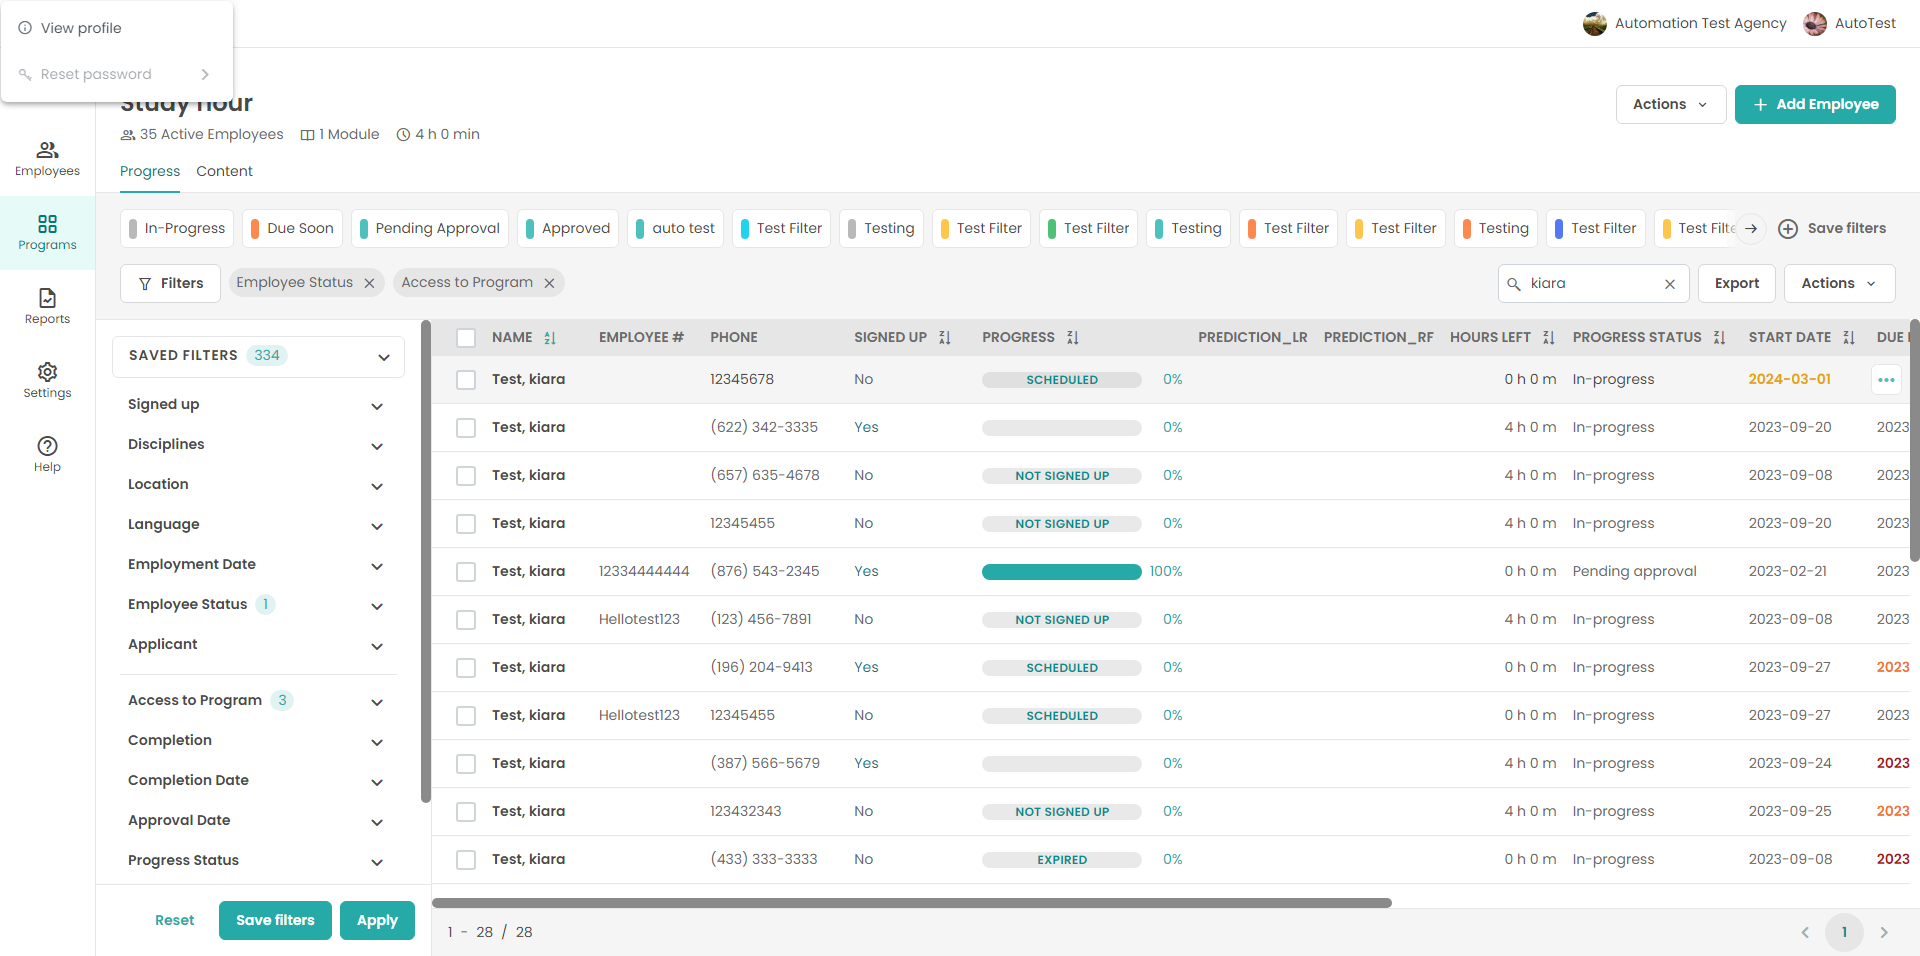 View profile
Reset password
Automation Test Agency
AutoTest
Study hour
35 Active Employees 1 Module 4 h 0 min
Actions
Add Employee
Progress Content
Employees
Programs
Reports
Settings
Help
In-Progress Due Soon Pending Approval Approved auto test Test Filter Testing Test Filter Test Filter Testing Test Filter Test Filter Testing Test Filter Test Filte
Save filters
Filters Employee Status Access to Program
kiara
Export
Actions
SAVED FILTERS 334
Signed up
Disciplines
Location
Language
Employment Date
Employee Status 1
Applicant
Access to Program 3
Completion
Completion Date
Approval Date
Progress Status
Reset Save filters Apply
NAME EMPLOYEE # PHONE SIGNED UP PROGRESS PREDICTION_LR PREDICTION_RF HOURS LEFT PROGRESS STATUS START DATE DUE
Test, kiara 12345678 No SCHEDULED 0% 0 h 0 m In-progress 2024-03-01
Test, kiara (622) 342-3335 Yes 0% 4 h 0 m In-progress 2023-09-20 2023
Test, kiara (657) 635-4678 No NOT SIGNED UP 0% 4 h 0 m In-progress 2023-09-08 2023
Test, kiara 12345455 No NOT SIGNED UP 0% 4 h 0 m In-progress 2023-09-20 2023
Test, kiara 12334444444 (876) 543-2345 Yes 100% 0 h 0 m Pending approval 2023-02-21 2023
Test, kiara Hellotest123 (123) 456-7891 No NOT SIGNED UP 0% 4 h 0 m In-progress 2023-09-08 2023
Test, kiara (196) 204-9413 Yes SCHEDULED 0% 4 h 0 m In-progress 2023-09-27 2023
Test, kiara Hellotest123 12345455 No SCHEDULED 0% 0 h 0 m In-progress 2023-09-27 2023
Test, kiara (387) 566-5679 Yes 0% 4 h 0 m In-progress 2023-09-24 2023
Test, kiara 123432343 No NOT SIGNED UP 0% 4 h 0 m In-progress 2023-09-25 2023
Test, kiara (433) 333-3333 No EXPIRED 0% 0 h 0 m In-progress 2023-09-08 2023
1 - 28 / 28
1